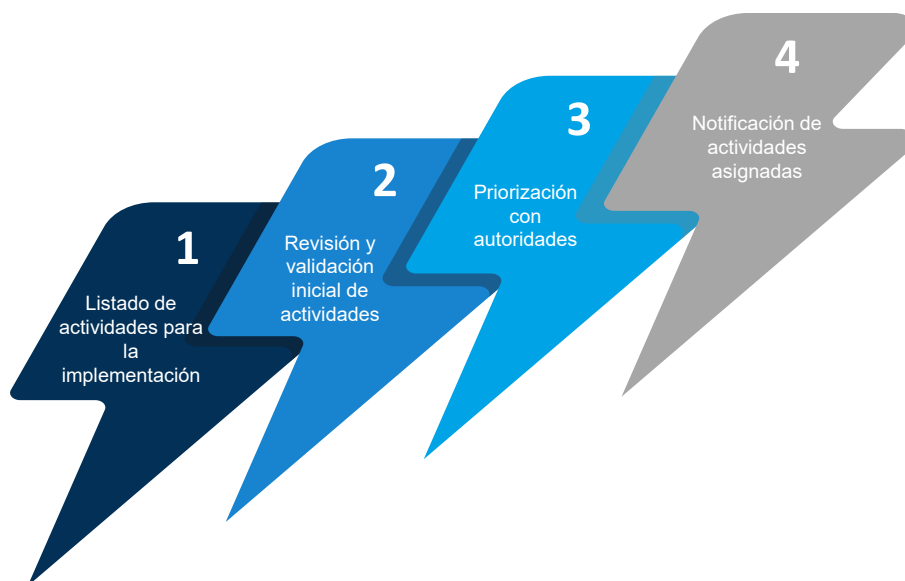 1
Listado de
actividades para
la
implementación
2
Revisión y
validación
inicial de
actividades
3
Priorización
con
autoridades
4
Notificación de
actividades
asignadas